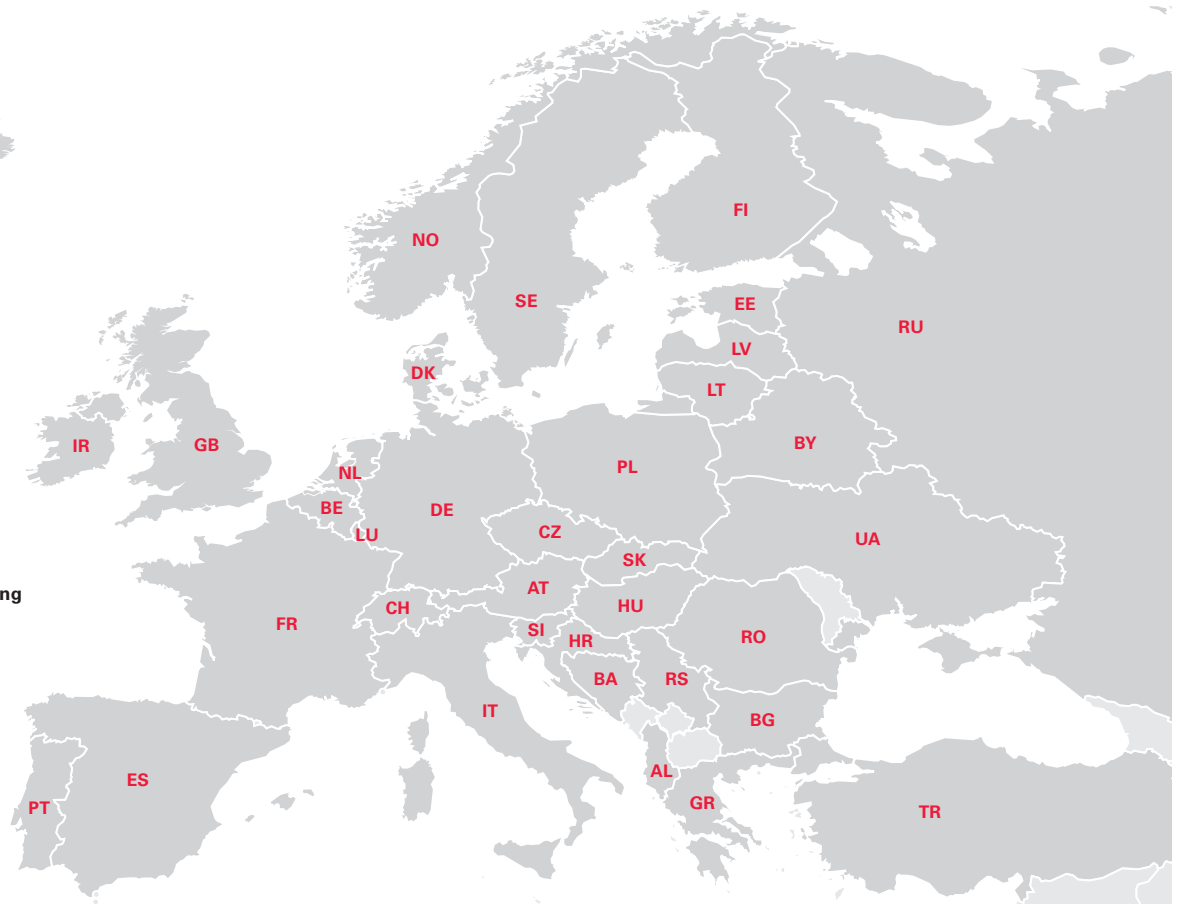 FI
NO
SE
EE
RU
LV
DK
LT
BY
IR
GB
PL
NL
BE
DE
CZ
LU
UA
SK
AT
ng
HU
CH
FR
SI
RO
HR
BA
RS
IT
BG
AL
ES
GR
PT
TR